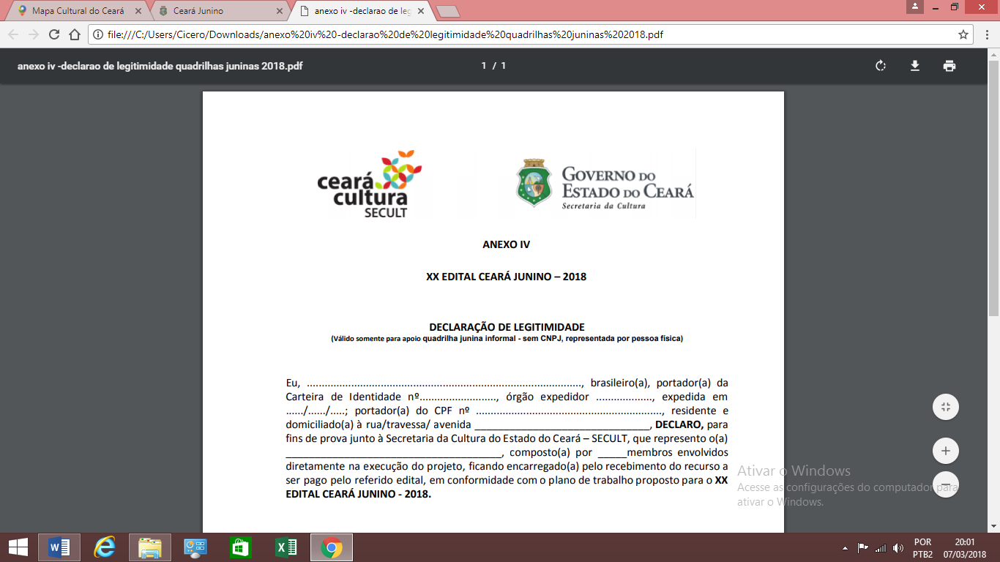 Mapa Cultural do Ceará
Ceará Junino
anexo iv -declarao de leg
file:///C:/Users/Cicero/Downloads/anexo%20iv%20-declarao%20de%20legitimidade%20quadrilhas%20juninas%202018.pdf
anexo iv -declarao de legitimidade quadrilhas juninas 2018.pdf
1 / 1
ceará
cultura
SECULT
GOVERNO DO
ESTADO DO CEARÁ
Secretaria da Cultura
ANEXO IV
XX EDITAL CEARÁ JUNINO – 2018
DECLARAÇÃO DE LEGITIMIDADE
(Válido somente para apoio quadrilha junina informal - sem CNPJ, representada por pessoa física)
Eu, ............................................................................................., brasileiro(a), portador(a) da
Carteira de Identidade nº.........................., órgão expedidor ..................., expedida em
....../....../.....; portador(a) do CPF nº ..............................................................., residente e
domiciliado(a) à rua/travessa/ avenida _______________________________, DECLARO, para
fins de prova junto à Secretaria da Cultura do Estado do Ceará – SECULT, que represento o(a)
______________________________________, composto(a) por _____membros envolvidos
diretamente na execução do projeto, ficando encarregado(a) pelo recebimento do recurso a
ser pago pelo referido edital, em conformidade com o plano de trabalho proposto para o XX
EDITAL CEARÁ JUNINO - 2018.
Ativar o Windows
Acesse as configurações do computador para
ativar o Windows.
POR
PTB2
20:01
07/03/2018